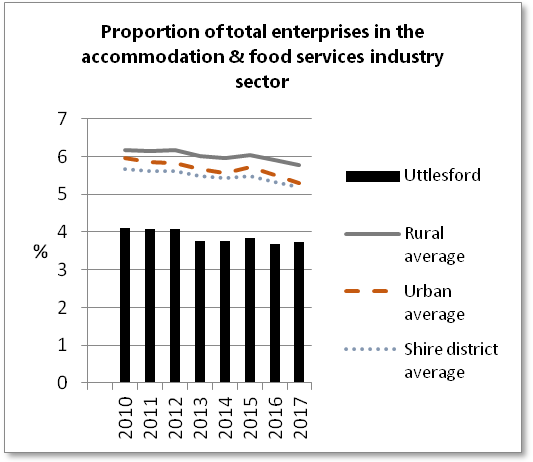 Proportion of total enterprises in the
accommodation & food services industry
sector
7
6
5
4
3
2
1
0
%
2010
2011
2012
2013
2014
2015
2016
2017
Uttlesford
Rural
average
Urban
average
Shire district
average